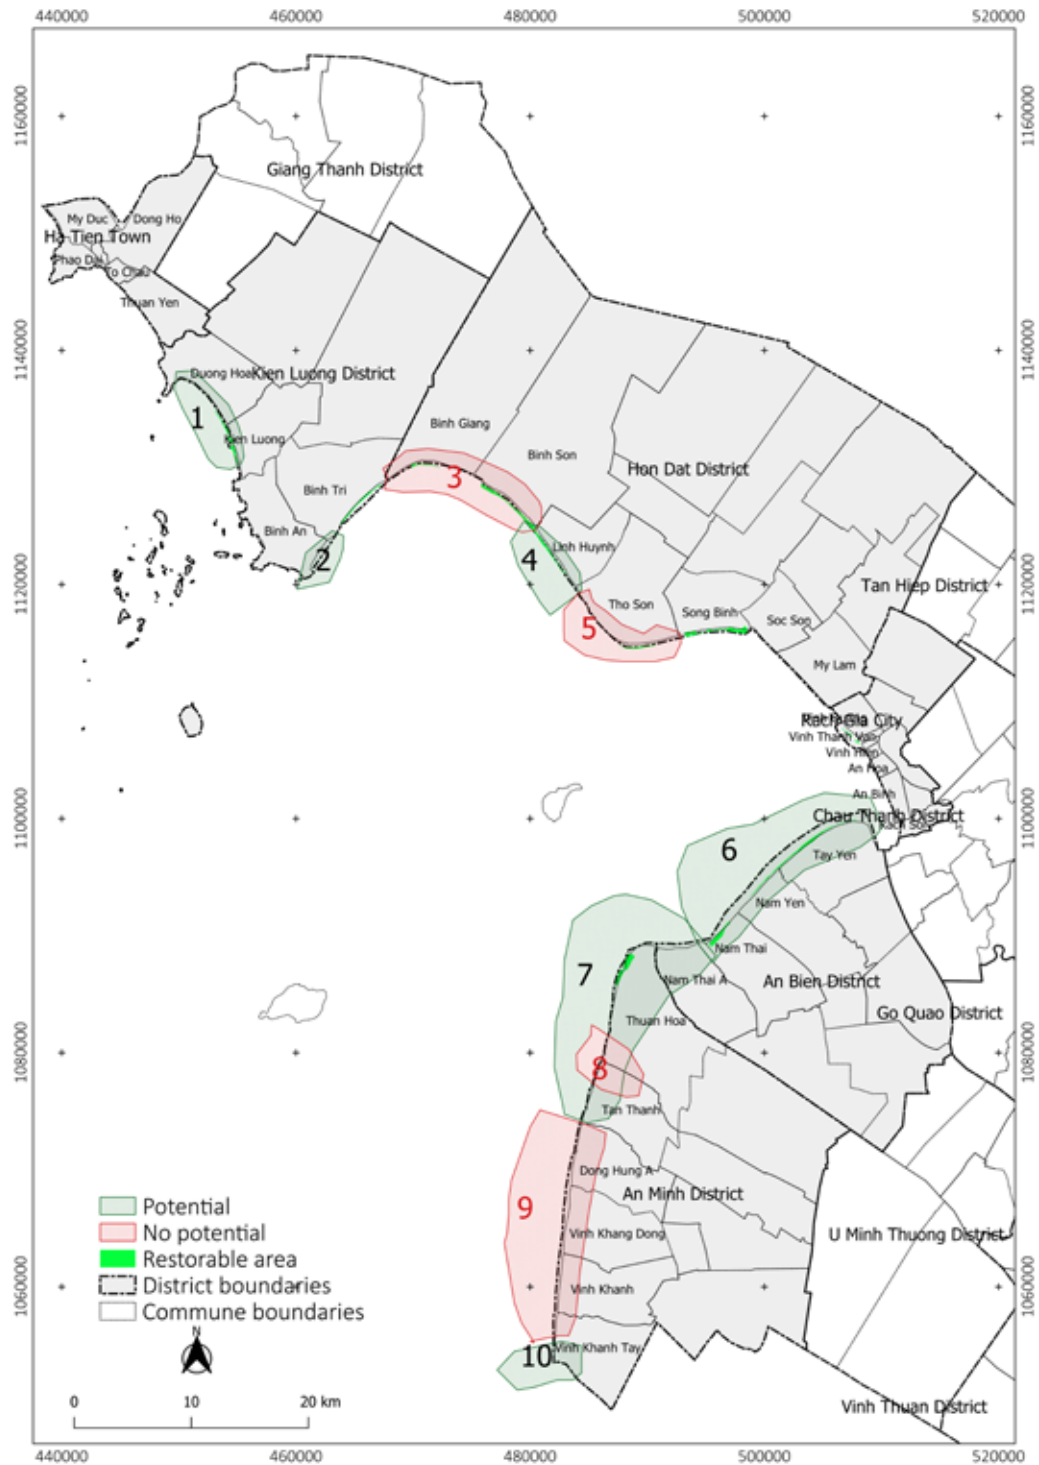 440000 460000 480000 500000 520000
1160000 1160000
Giang Thanh District
My Duc Dong Ho
Ha Tien Town
Phao Dai To Chau
Thuan Yen
1140000 1140000
Duong Hoa Kien Luong District
1
Binh Giang
Kien Luong
Binh Son
Hon Dat District
3
Binh Tri
Binh An
2 4 Linh Huynh
1120000 1120000
Tan Hiep District
Tho Son Song Binh Soc Son
5
My Lam
Rach Gia City
Vinh Thanh Van
Vinh Hiep
An Hoa
An Binh
1100000 1100000
Chau Thanh District
Rach Soi
6 Tay Yen
Nam Yen
Nam Thai
7 Nam Thai A An Bien District
Go Quao District
Thuan Hoa
1080000 1080000
8
Tan Thanh
Dong Hung A
An Minh District
9
Vinh Khang Dong U Minh Thuong District
1060000 1060000
Vinh Khanh
10 Vinh Khanh Tay
Vinh Thuan District
Potential
No potential
Restorable area
District boundaries
Commune boundaries
N
0 10 20 km
440000 460000 480000 500000 520000